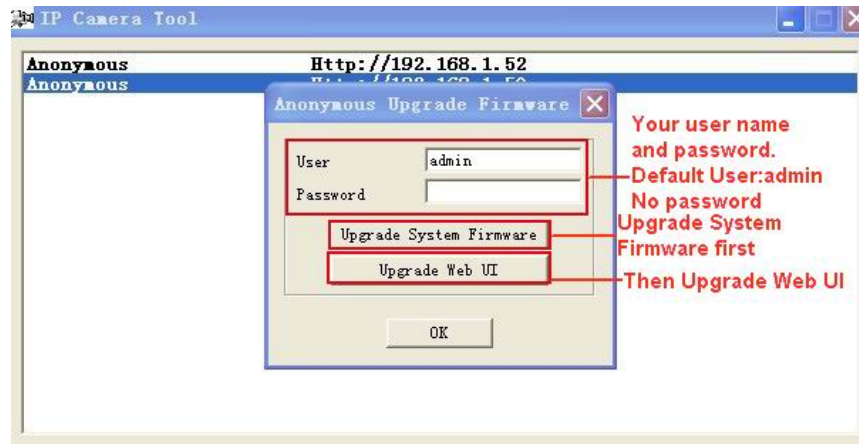 IP Camera Tool
Anonymous Http://192.168.1.52
Anonymous
Anonymous Upgrade Firmware
User admin
Password
Upgrade System Firmware
Upgrade Web UI
OK
Your user name
and password.
Default User:admin
No password
Upgrade System
Firmware first
Then Upgrade Web UI